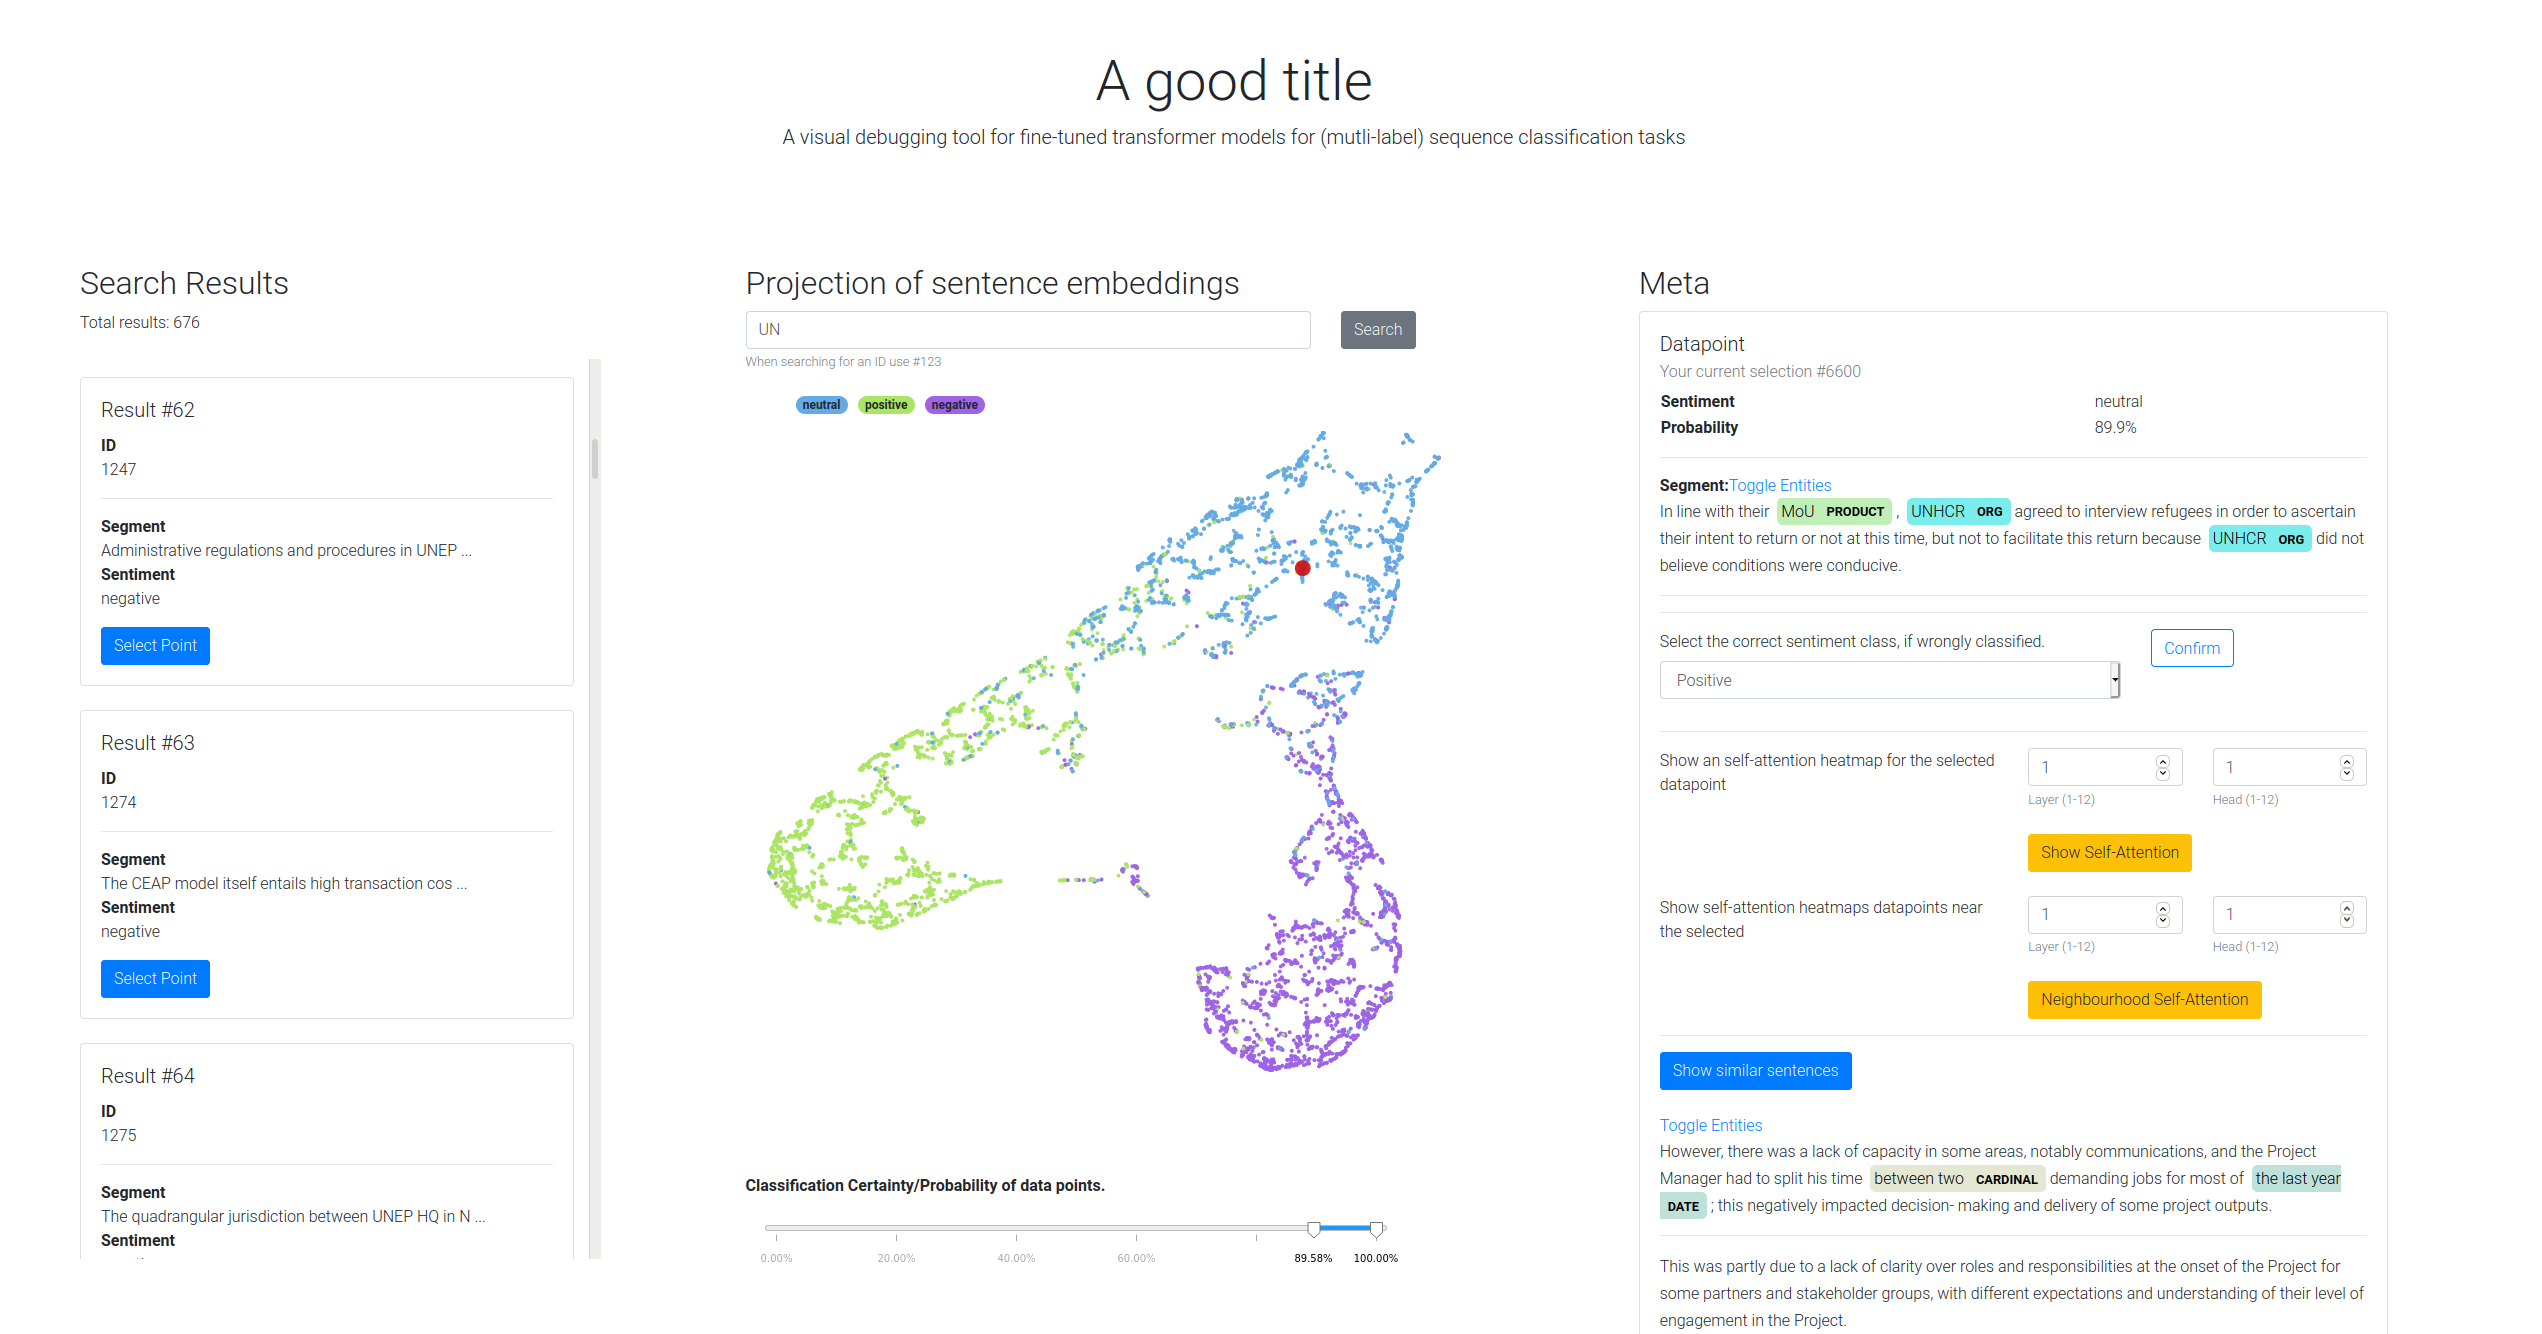 A good title
A visual debugging tool for fine-tuned transformer models for (mutli-label) sequence classification tasks
Search Results
Total results: 676
Result #62
ID
1247
Segment
Administrative regulations and procedures in UNEP ...
Sentiment
negative
Select Point
Result #63
ID
1274
Segment
The CEAP model itself entails high transaction cos ...
Sentiment
negative
Select Point
Result #64
ID
1275
Segment
The quadrangular jurisdiction between UNEP HQ in N ...
Sentiment
Projection of sentence embeddings
UN
Search
When searching for an ID use #123
neutral positive negative
Classification Certainty/Probability of data points.
0.00% 20.00% 40.00% 60.00% 89.58% 100.00%
Meta
Datapoint
Your current selection #6600
Sentiment neutral
Probability 89.9%
Segment:Toggle Entities
In line with their MoU PRODUCT , UNHCR ORG agreed to interview refugees in order to ascertain
their intent to return or not at this time, but not to facilitate this return because UNHCR ORG did not
believe conditions were conducive.
Select the correct sentiment class, if wrongly classified.
Confirm
Positive
Show an self-attention heatmap for the selected
datapoint
1 1
Layer (1-12) Head (1-12)
Show Self-Attention
Show self-attention heatmaps datapoints near
the selected
1 1
Layer (1-12) Head (1-12)
Neighbourhood Self-Attention
Show similar sentences
Toggle Entities
However, there was a lack of capacity in some areas, notably communications, and the Project
Manager had to split his time between two CARDINAL demanding jobs for most of the last year
DATE ; this negatively impacted decision- making and delivery of some project outputs.
This was partly due to a lack of clarity over roles and responsibilities at the onset of the Project for
some partners and stakeholder groups, with different expectations and understanding of their level of
engagement in the Project.